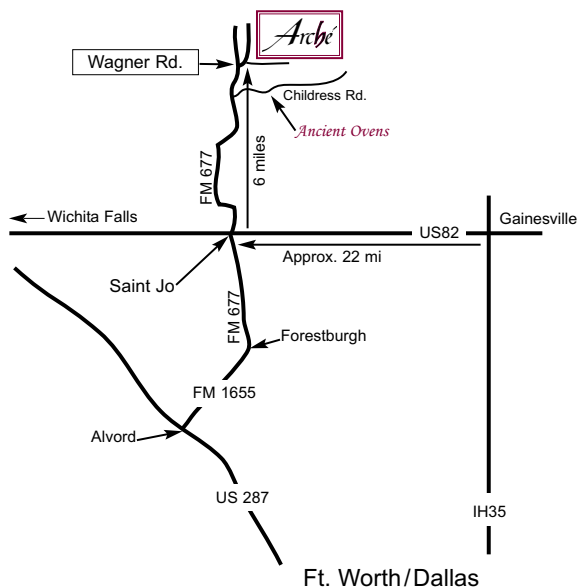 Arché
Wagner Rd.
Childress Rd.
Ancient Ovens
FM 677
6 miles
Wichita Falls
Gainesville
US82
Approx. 22 mi
Saint Jo
FM 677
Forestburgh
FM 1655
Alvord
US 287
IH35
Ft. Worth/Dallas